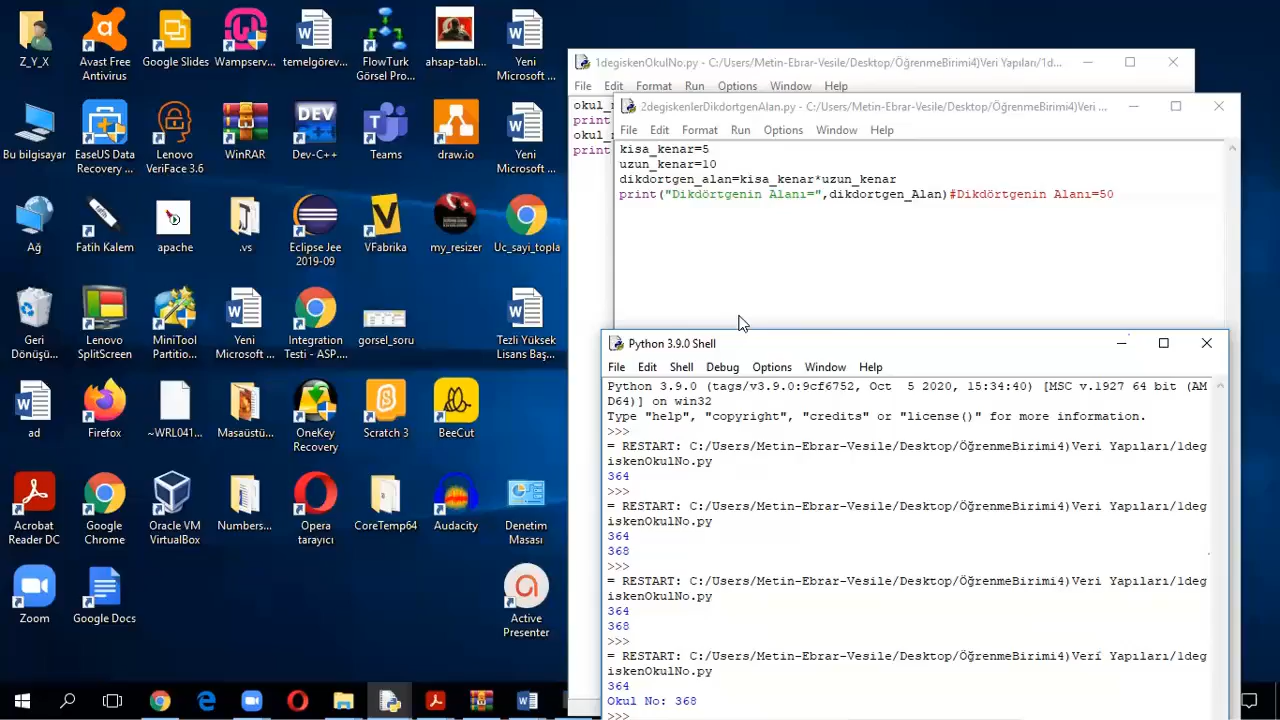 Z_Y_X
Avast Free
Antivirus
Google Slides
Wampserv...
temelgörev...
FlowTurk
Görsel Pro...
ahsap-tabl...
Yeni
Microsoft ...
Bu bilgisayar
EaseUS Data
Recovery ...
Lenovo
VeriFace 3.6
WinRAR
DEV
Dev-C++
Teams
draw.io
Yeni
Microsoft ...
Ağ
Fatih Kalem
apache
.vs
Eclipse Jee
2019-09
VFabrika
my_resizer
Uc_sayi_topla
Geri
Dönüşü...
Lenovo
SplitScreen
MiniTool
Partitio...
Yeni
Microsoft ...
Integration
Testi - ASP....
gorsel_soru
Tezli Yüksek
Lisans Baş...
ad
Firefox
~WRL041...
Masaüstü...
OneKey
Recovery
Scratch 3
BeeCut
Acrobat
Reader DC
Google
Chrome
Oracle VM
VirtualBox
Numbers...
Opera
tarayıcı
CoreTemp64
Audacity
Denetim
Masası
Zoom
Google Docs
Active
Presenter
1degiskenOkulNo.py - C:/Users/Metin-Ebrar-Vesile/Desktop/ÖğrenmeBirimi4)Veri Yapıları/1d...
File Edit Format Run Options Window Help
okul_n
print
okul_n
print
2degiskenlerDikdortgenAlan.py - C:/Users/Metin-Ebrar-Vesile/Desktop/ÖğrenmeBirimi4)Veri ...
File Edit Format Run Options Window Help
kisa_kenar=5
uzun_kenar=10
dikdortgen_alan=kisa_kenar*uzun_kenar
print("Dikdörtgenin Alanı=",dikdortgen_Alan)#Dikdörtgenin Alanı=50
Python 3.9.0 Shell
File Edit Shell Debug Options Window Help
Python 3.9.0 (tags/v3.9.0:9cf6752, Oct  5 2020, 15:34:40) [MSC v.1927 64 bit (AM
D64)] on win32
Type "help", "copyright", "credits" or "license()" for more information.
>>>
= RESTART: C:/Users/Metin-Ebrar-Vesile/Desktop/ÖğrenmeBirimi4)Veri Yapıları/1deg
iskenOkulNo.py
364
>>>
= RESTART: C:/Users/Metin-Ebrar-Vesile/Desktop/ÖğrenmeBirimi4)Veri Yapıları/1deg
iskenOkulNo.py
364
368
>>>
= RESTART: C:/Users/Metin-Ebrar-Vesile/Desktop/ÖğrenmeBirimi4)Veri Yapıları/1deg
iskenOkulNo.py
364
368
>>>
= RESTART: C:/Users/Metin-Ebrar-Vesile/Desktop/ÖğrenmeBirimi4)Veri Yapıları/1deg
iskenOkulNo.py
364
Okul No: 368
>>>